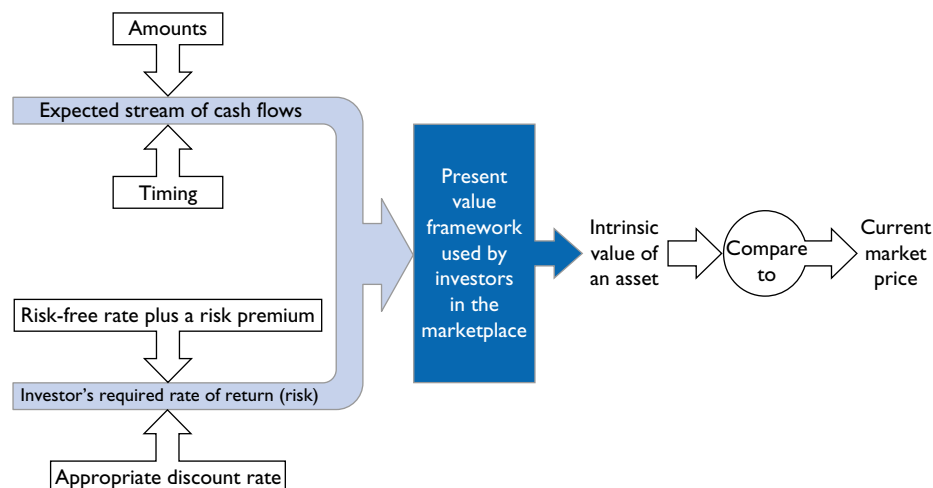 Amounts
Expected stream of cash flows
Timing
Risk-free rate plus a risk premium
Investor's required rate of return (risk)
Appropriate discount rate
Present
value
framework
used by
investors
in the
marketplace
Intrinsic
value of
an asset
Compare
to
Current
market
price